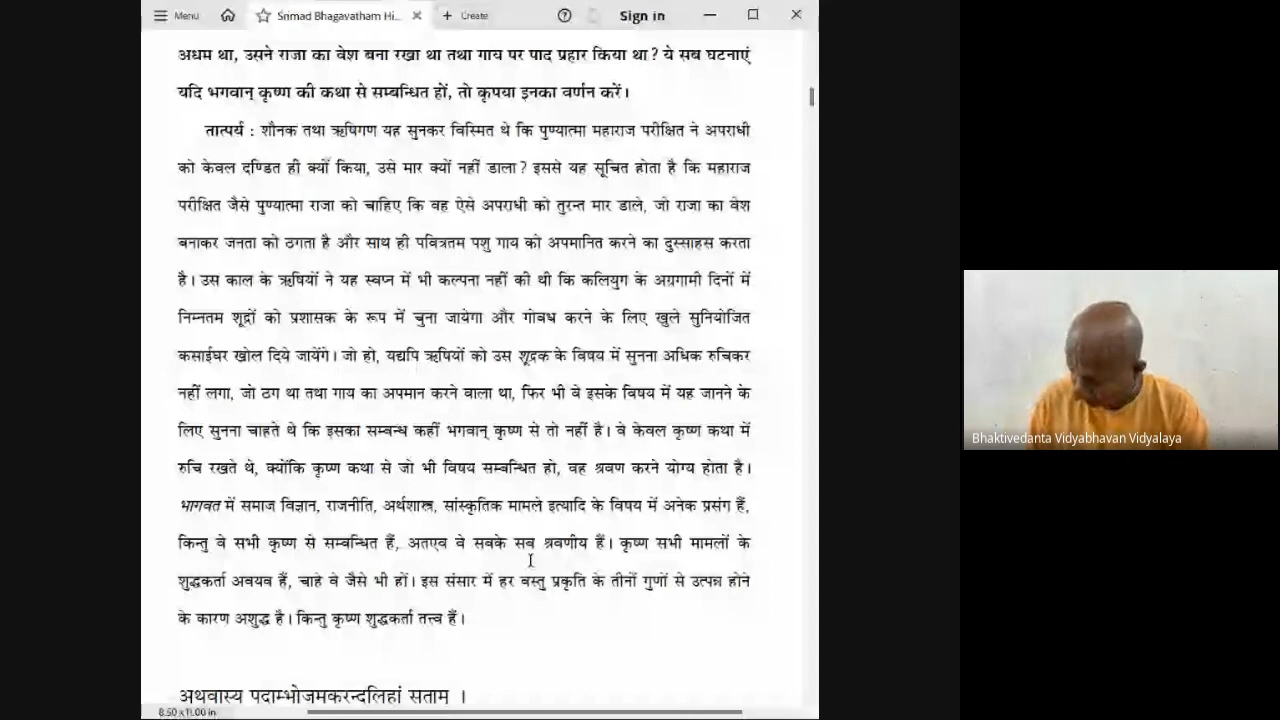 Menu
Srimad Bhagavatham Hi...
Create
Sign in
अधम था, उसने राजा का वेश बना रखा था तथा गाय पर पाद प्रहार किया था? ये सब घटनाएं
यदि भगवान् कृष्ण की कथा से सम्बन्धित हों, तो कृपया इनका वर्णन करें।
तात्पर्य : शौनक तथा ऋषिगण यह सुनकर विस्मित थे कि पुण्यात्मा महाराज परीक्षित ने अपराधी
को केवल दण्डित ही क्यों किया, उसे मार क्यों नहीं डाला? इससे यह सूचित होता है कि महाराज
परीक्षित जैसे पुण्यात्मा राजा को चाहिए कि वह ऐसे अपराधी को तुरन्त मार डाले, जो राजा का वेश
बनाकर जनता को ठगता है और साथ ही पवित्रतम पशु गाय को अपमानित करने का दुस्साहस करता
है। उस काल के ऋषियों ने यह स्वप्न में भी कल्पना नहीं की थी कि कलियुग के अग्रगामी दिनों में
निम्नतम शूद्रों को प्रशासक के रूप में चुना जायेगा और गोवध करने के लिए खुले सुनियोजित
कसाईघर खोल दिये जायेंगे। जो हो, यद्यपि ऋषियों को उस शूद्रक के विषय में सुनना अधिक रुचिकर
नहीं लगा, जो ठग था तथा गाय का अपमान करने वाला था, फिर भी वे इसके विषय में यह जानने के
लिए सुनना चाहते थे कि इसका सम्बन्ध कहीं भगवान् कृष्ण से तो नहीं है। वे केवल कृष्ण कथा में
रुचि रखते थे, क्योंकि कृष्ण कथा से जो भी विषय सम्बन्धित हो, वह श्रवण करने योग्य होता है।
भागवत में समाज विज्ञान, राजनीति, अर्थशास्त्र, सांस्कृतिक मामले इत्यादि के विषय में अनेक प्रसंग हैं,
किन्तु वे सभी कृष्ण से सम्बन्धित हैं, अतएव वे सबके सब श्रवणीय हैं। कृष्ण सभी मामलों के
शुद्धकर्ता अवयव हैं, चाहे वे जैसे भी हों। इस संसार में हर वस्तु प्रकृति के तीनों गुणों से उत्पन्न होने
के कारण अशुद्ध है। किन्तु कृष्ण शुद्धकर्ता तत्त्व हैं।
अथवास्य पदाम्भोजमकरन्दलिहां सताम् ।
8.50 x 11.00 in
Bhaktivedanta Vidyabhavan Vidyalaya